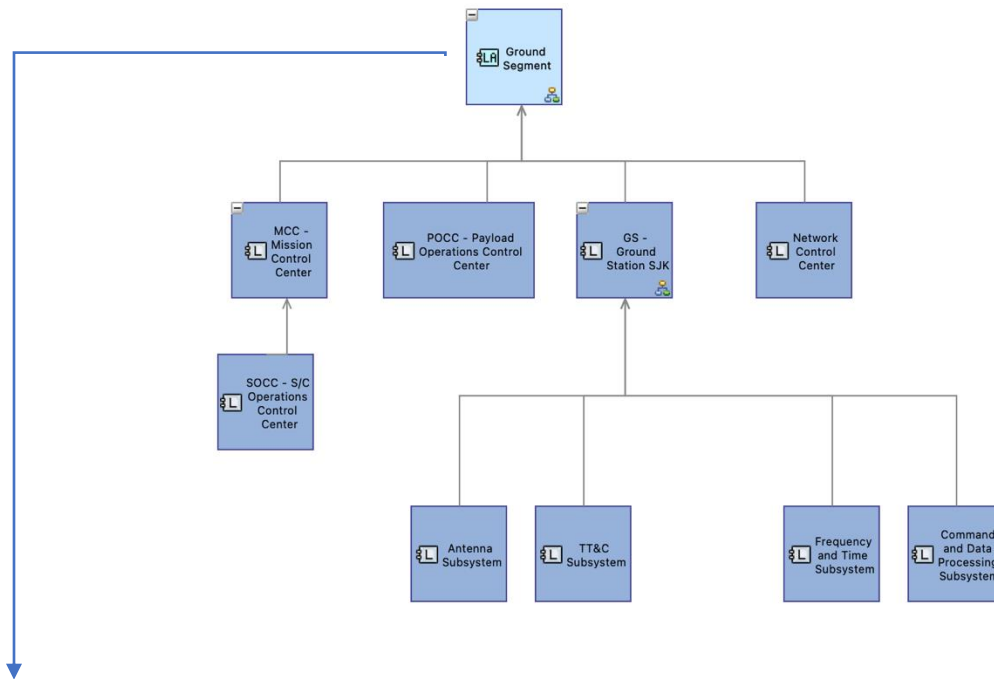 LA
Ground
Segment
L
MCC -
Mission
Control
Center
L
POCC - Payload
Operations Control
Center
L
GS -
Ground
Station SJK
L
Network
Control
Center
L
SOCC - S/C
Operations
Control
Center
L
Antenna
Subsystem
L
TT&C
Subsystem
L
Frequency
and Time
Subsystem
L
Command
and Data
Processing
Subsystem